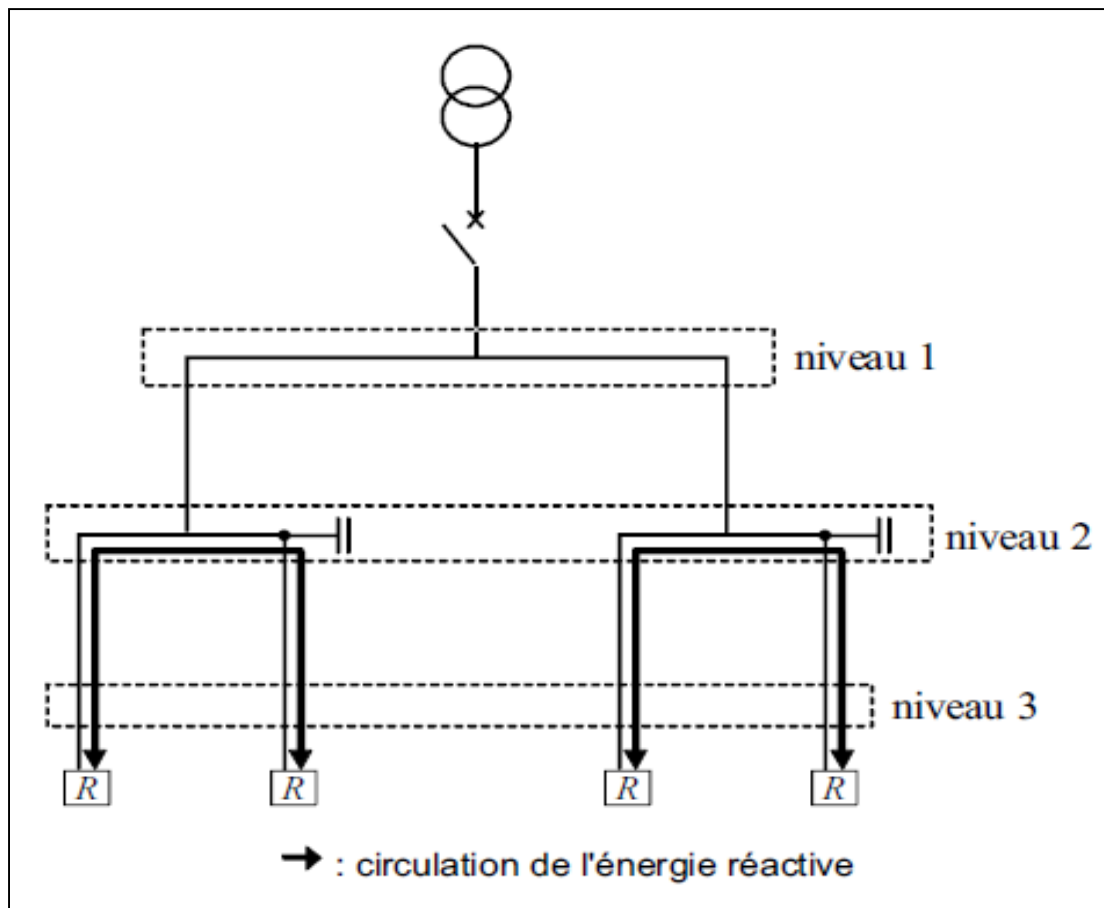 niveau 1
niveau 2
niveau 3
R R R R
: circulation de l'énergie réactive